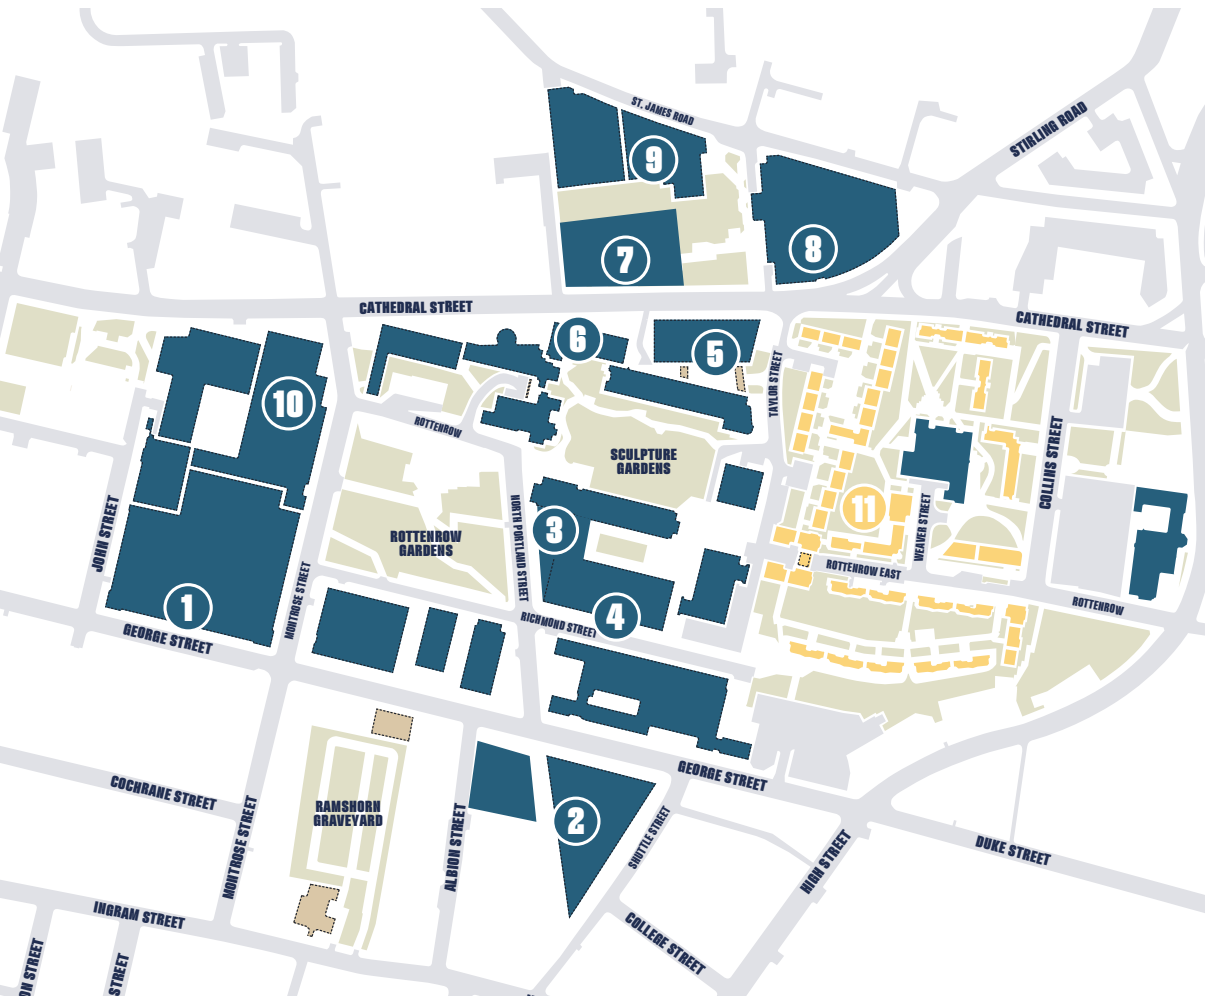 ST. JAMES ROAD
STIRLING ROAD
9
8
7
CATHEDRAL STREET
CATHEDRAL STREET
6
5
TAYLOR STREET
10
ROTTENROW
COLLINS STREET
SCULPTURE
GARDENS
JOHN STREET
NORTH PORTLAND STREET
3
11
WEAVER STREET
ROTTENROW
GARDENS
ROTTENROW EAST
MONTROSE STREET
1
4
ROTTENROW
RICHMOND STREET
GEORGE STREET
GEORGE STREET
COCHRANE STREET
RAMSHORN
GRAVEYARD
2
MONTROSE STREET
ALBION STREET
SHUTTLE STREET
HIGH STREET
DUKE STREET
INGRAM STREET
COLLEGE STREET
STREET
STREET